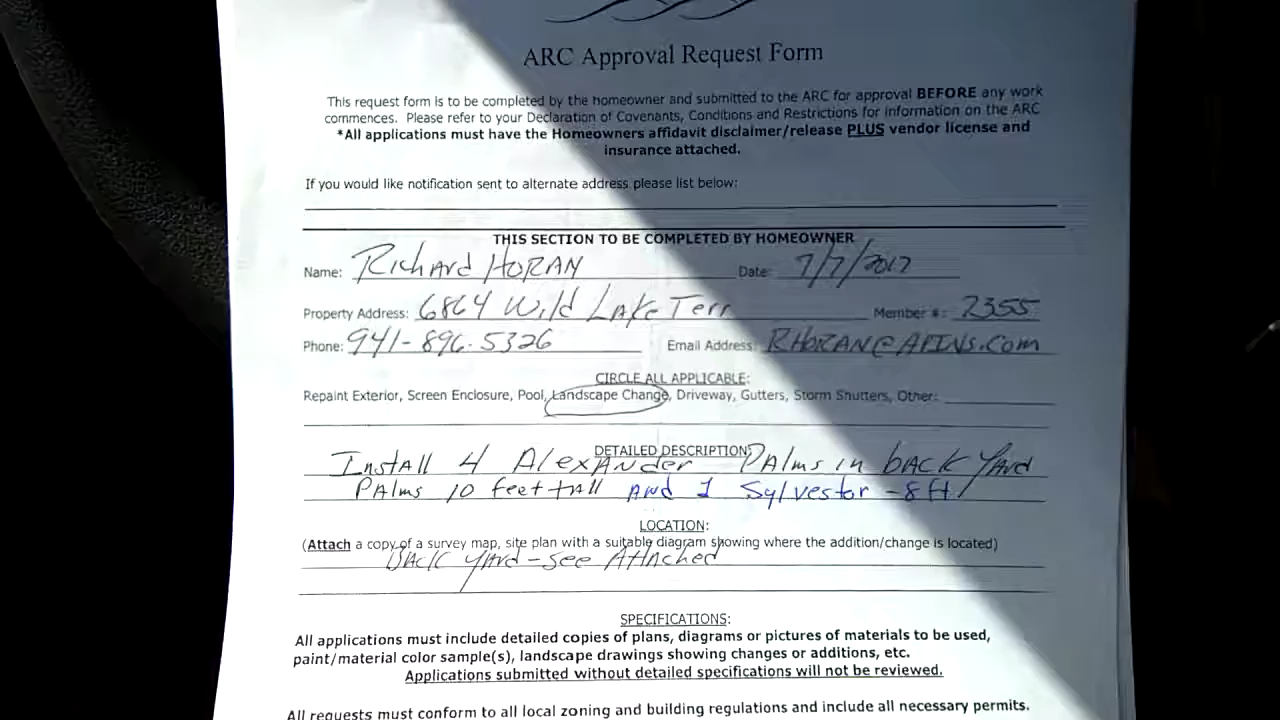 ARC Approval Request Form
This request form is to be completed by the homeowner and submitted to the ARC for approval BEFORE any work
commences. Please refer to your Declaration of Covenants, Conditions and Restrictions for information on the ARC
*All applications must have the Homeowners affidavit disclaimer/release PLUS vendor license and
insurance attached.
If you would like notification sent to alternate address please list below:
THIS SECTION TO BE COMPLETED BY HOMEOWNER
Name: Richard HORAN Date: 7/7/2017
Property Address: 6864 Wild Lake Terr Member #: 2355
Phone: 941-896-5326 Email Address: RHORAN@AFINS.com
CIRCLE ALL APPLICABLE:
Repaint Exterior, Screen Enclosure, Pool, Landscape Change, Driveway, Gutters, Storm Shutters, Other:
DETAILED DESCRIPTION:
Install 4 Alexander Palms in back Yard
Palms 10 feet tall and 1 Sylvestor -8ft
LOCATION:
(Attach a copy of a survey map, site plan with a suitable diagram showing where the addition/change is located)
Back Yard - See Attached
SPECIFICATIONS:
All applications must include detailed copies of plans, diagrams or pictures of materials to be used,
paint/material color sample(s), landscape drawings showing changes or additions, etc.
Applications submitted without detailed specifications will not be reviewed.
All requests must conform to all local zoning and building regulations and include all necessary permits.